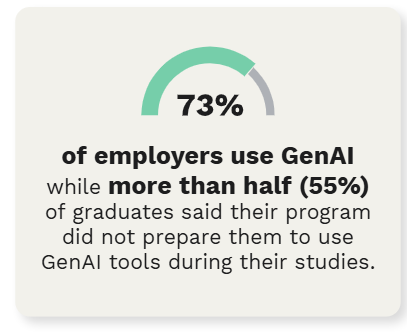 73%
of employers use GenAI
while more than half (55%)
of graduates said their program
did not prepare them to use
GenAI tools during their studies.